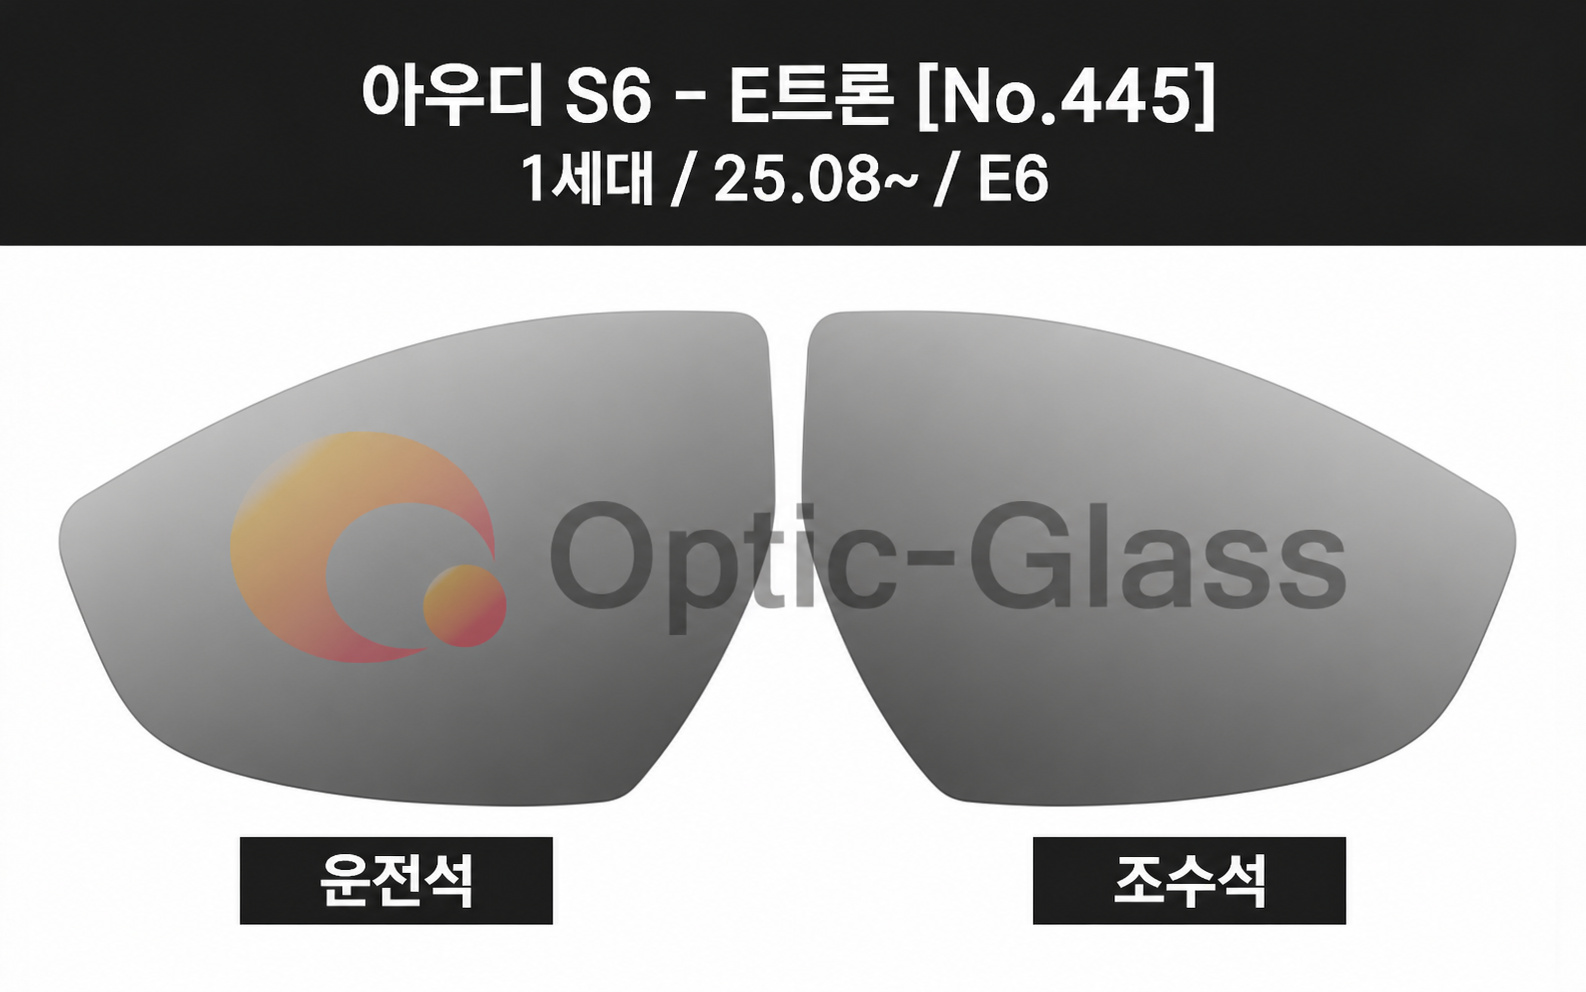 아우디 S6 - E트론 [No.445]
1세대 / 25.08~ / E6
Optic-Glass
운전석
조수석